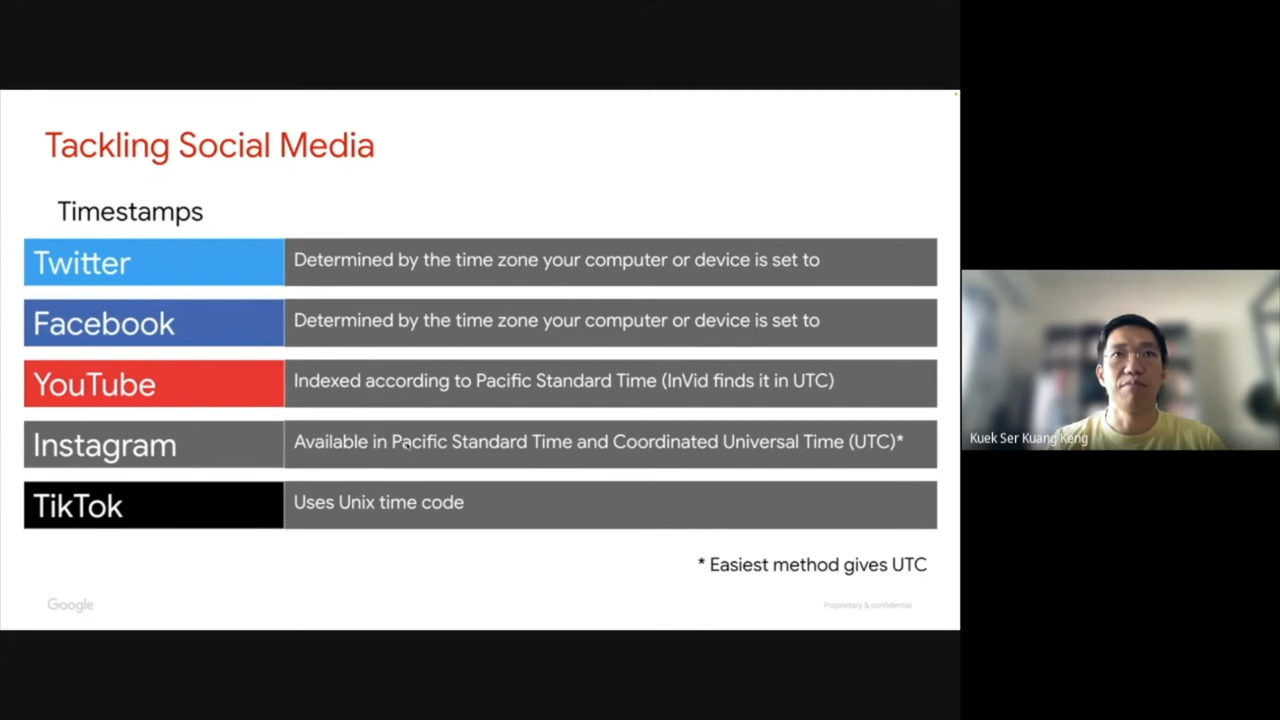 Tackling Social Media
Timestamps
Twitter Determined by the time zone your computer or device is set to
Facebook Determined by the time zone your computer or device is set to
YouTube Indexed according to Pacific Standard Time (InVid finds it in UTC)
Instagram Available in Pacific Standard Time and Coordinated Universal Time (UTC)*
TikTok Uses Unix time code
* Easiest method gives UTC
Google
Proprietary & confidential
Kuek Ser Kuang Keng